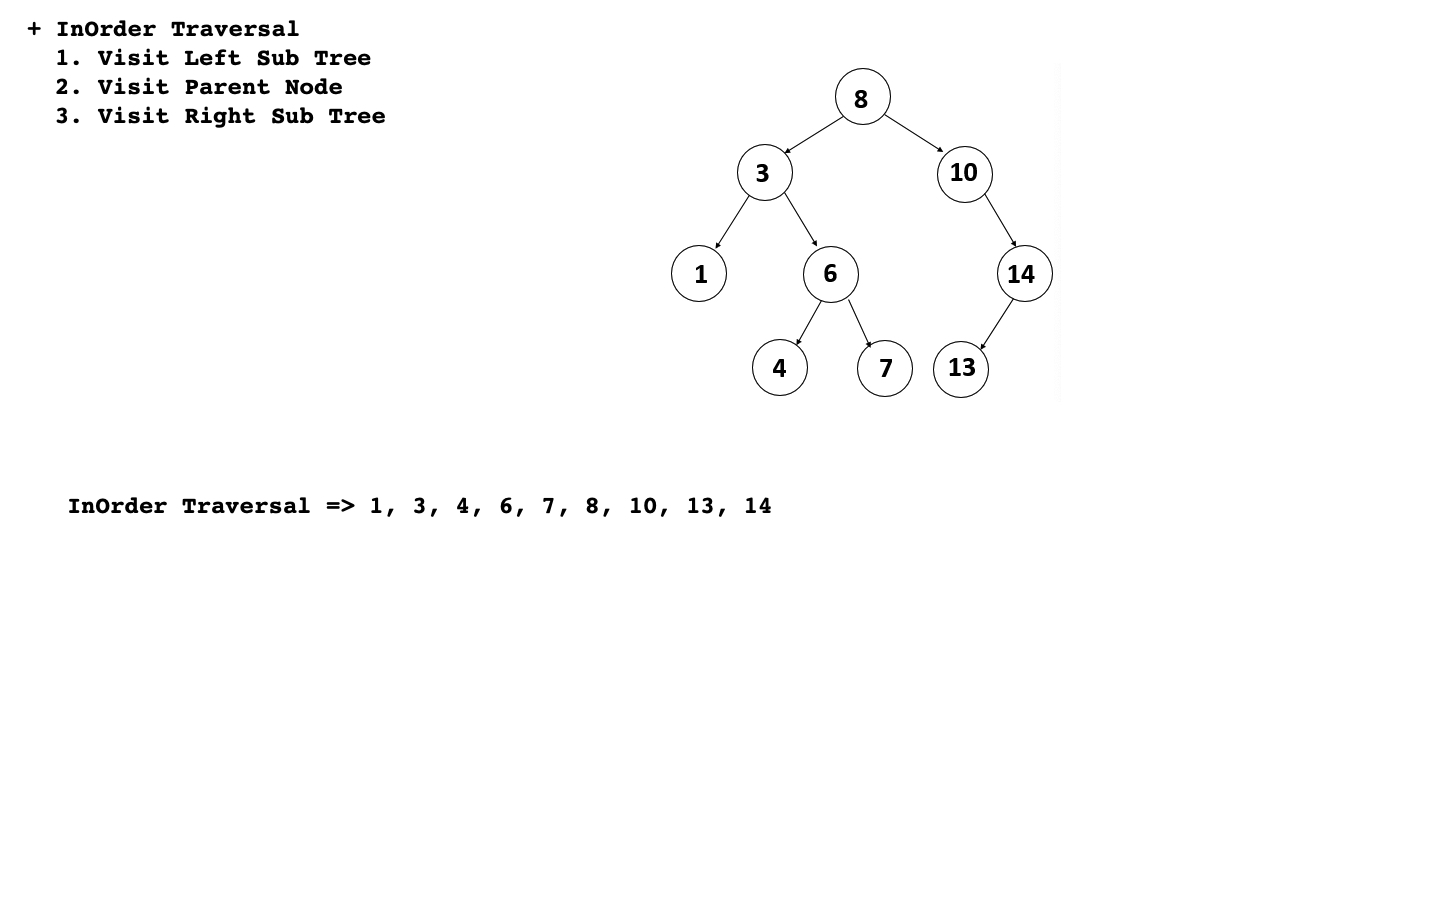 + InOrder Traversal
1. Visit Left Sub Tree
2. Visit Parent Node
3. Visit Right Sub Tree
8
3
10
1
6
14
4
7
13
InOrder Traversal => 1, 3, 4, 6, 7, 8, 10, 13, 14